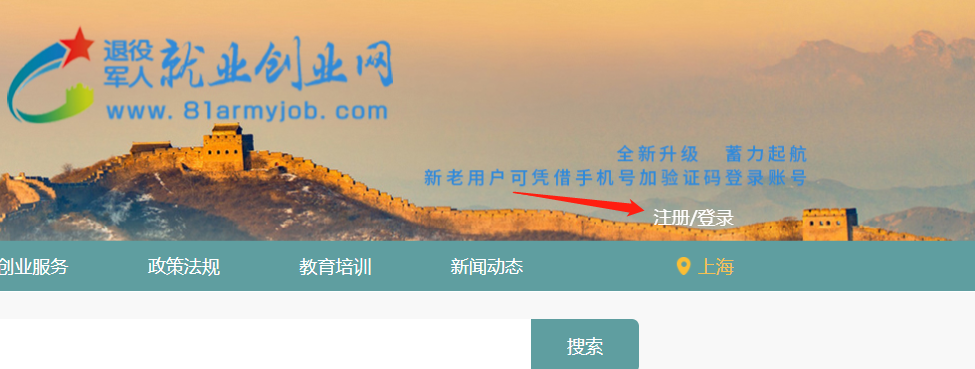 退役
军人 就业创业网
www.81armyjob.com
全新升级 蓄力起航
新老用户可凭借手机号加验证码登录账号
注册/登录
创业服务 政策法规 教育培训 新闻动态 上海
搜索